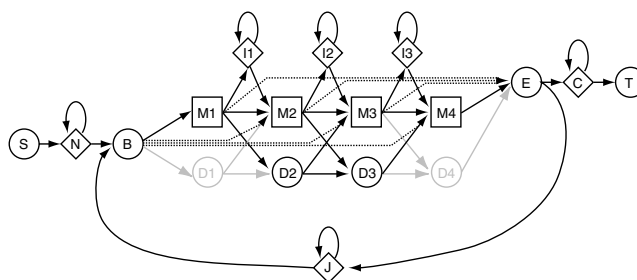 I1 I2 I3
E C T
M1 M2 M3 M4
S N B
D1 D2 D3 D4
J